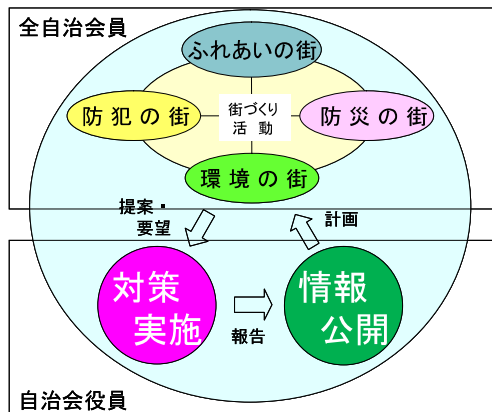 全自治会員
ふれあいの街
防犯の街
街づくり
活動
防災の街
環境の街
提案・
要望
計画
対策
実施
報告
情報
公開
自治会役員